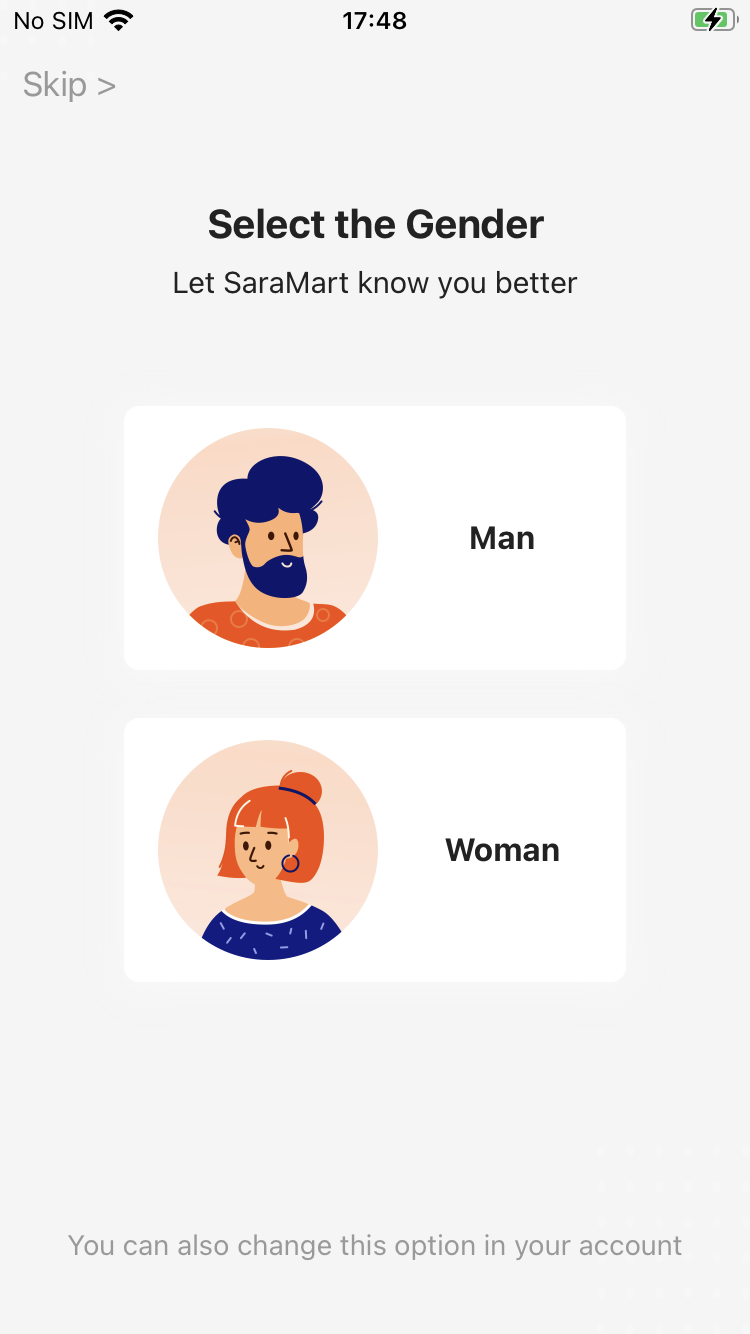 No SIM 17:48
Skip >
Select the Gender
Let SaraMart know you better
Man
Woman
You can also change this option in your account